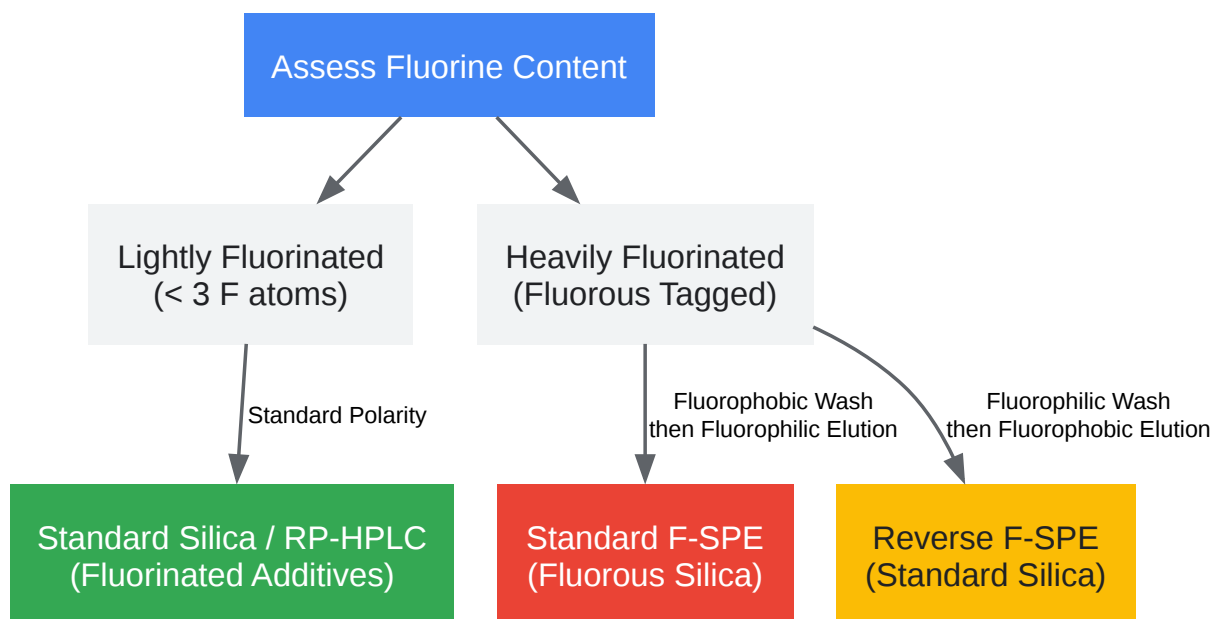 Assess Fluorine Content
Lightly Fluorinated
(< 3 F atoms)
Heavily Fluorinated
(Fluorous Tagged)
Standard Polarity
Fluorophobic Wash
then Fluorophilic Elution
Fluorophilic Wash
then Fluorophobic Elution
Standard Silica / RP-HPLC
(Fluorinated Additives)
Standard F-SPE
(Fluorous Silica)
Reverse F-SPE
(Standard Silica)